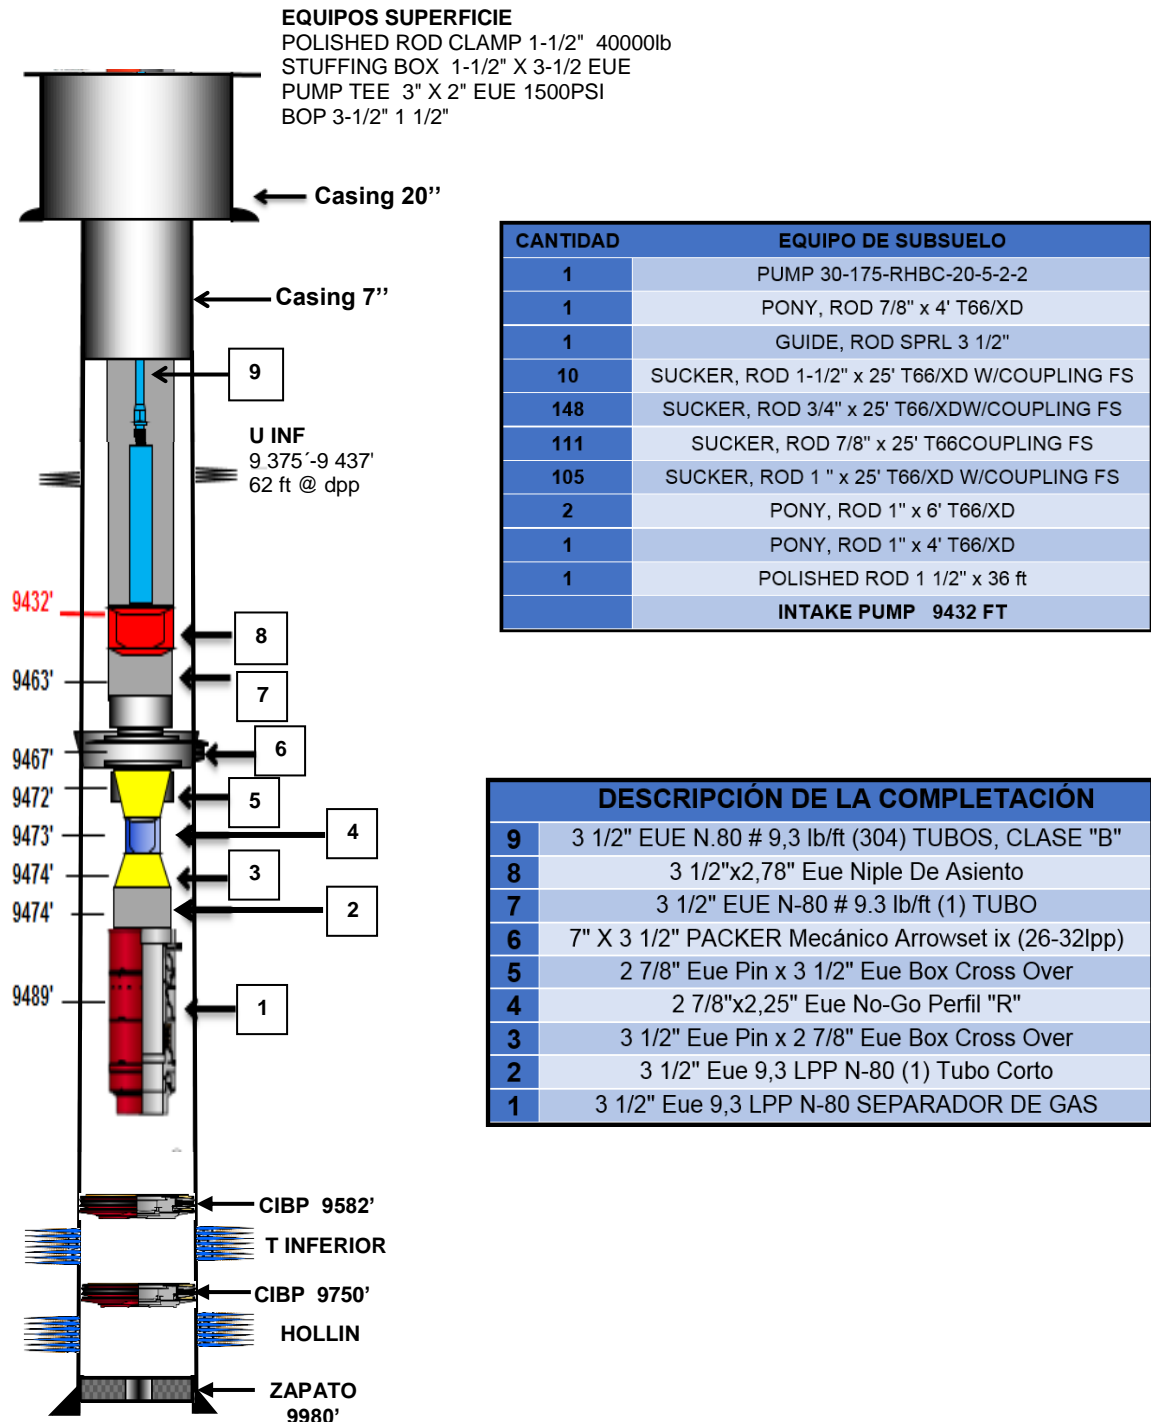 EQUIPOS SUPERFICIE
POLISHED ROD CLAMP 1-1/2" 40000lb
STUFFING BOX 1-1/2" X 3-1/2 EUE
PUMP TEE 3" X 2" EUE 1500PSI
BOP 3-1/2" 1 1/2"
Casing 20’’
Casing 7’’
9
U INF
9 375´-9 437'
62 ft @ dpp
9432'
8
9463'
7
6
9467'
9472'
5
9473'
4
9474'
3
9474'
2
9489'
1
CIBP 9582’
T INFERIOR
CIBP 9750’
HOLLIN
ZAPATO
9980’
CANTIDAD EQUIPO DE SUBSUELO
1 PUMP 30-175-RHBC-20-5-2-2
1 PONY, ROD 7/8" x 4' T66/XD
1 GUIDE, ROD SPRL 3 1/2"
10 SUCKER, ROD 1-1/2" x 25' T66/XD W/COUPLING FS
148 SUCKER, ROD 3/4" x 25' T66/XDW/COUPLING FS
111 SUCKER, ROD 7/8" x 25' T66COUPLING FS
105 SUCKER, ROD 1 " x 25' T66/XD W/COUPLING FS
2 PONY, ROD 1" x 6' T66/XD
1 PONY, ROD 1" x 4' T66/XD
1 POLISHED ROD 1 1/2" x 36 ft
INTAKE PUMP 9432 FT
DESCRIPCIÓN DE LA COMPLETACIÓN
9 3 1/2" EUE N.80 # 9,3 lb/ft (304) TUBOS, CLASE "B"
8 3 1/2"x2,78" Eue Niple De Asiento
7 3 1/2" EUE N-80 # 9.3 lb/ft (1) TUBO
6 7" X 3 1/2" PACKER Mecánico Arrowset ix (26-32lpp)
5 2 7/8" Eue Pin x 3 1/2" Eue Box Cross Over
4 2 7/8"x2,25" Eue No-Go Perfil "R"
3 3 1/2" Eue Pin x 2 7/8" Eue Box Cross Over
2 3 1/2" Eue 9,3 LPP N-80 (1) Tubo Corto
1 3 1/2" Eue 9,3 LPP N-80 SEPARADOR DE GAS